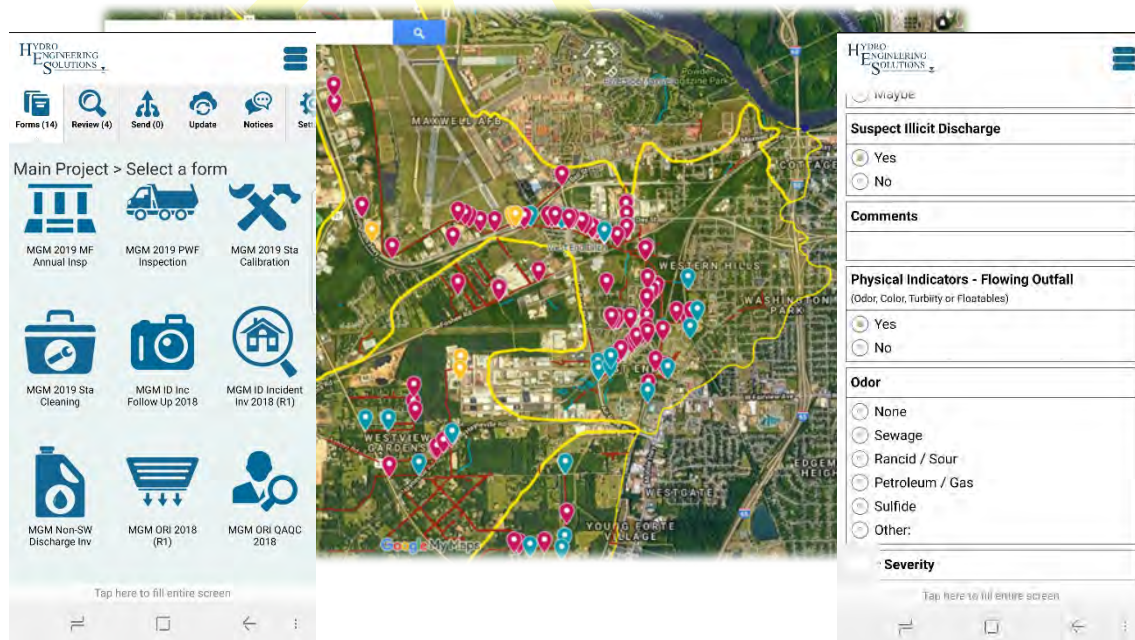 HYDRO
ENGINEERING
SOLUTIONS
Forms (14)
Review (4)
Send (0)
Update
Notices
Sett
Main Project > Select a form
MGM 2019 MF
Annual Insp
MGM 2019 PWF
Inspection
MGM 2019 Sta
Calibration
MGM 2019 Sta
Cleaning
MGM ID Inc
Follow Up 2018
MGM ID Incident
Inv 2018 (R1)
MGM Non-SW
Discharge Inv
MGM ORI 2018
(R1)
MGM ORI QAQC
2018
Tap here to fill entire screen
MAXWELL AFB
COTTAGE
WESTERN HILLS
WASHINGTON
PARK
WESTVIEW
GARDENS
EDGEM
HEIGH
WESTGATE
YOUNG FORTE
VILLAGE
Google My Maps
HYDRO
ENGINEERING
SOLUTIONS
Maybe
Suspect Illicit Discharge
Yes
No
Comments
Physical Indicators - Flowing Outfall
(Odor, Color, Turbiity or Floatables)
Yes
No
Odor
None
Sewage
Rancid / Sour
Petroleum / Gas
Sulfide
Other:
Severity
Tap here to fill entire screen